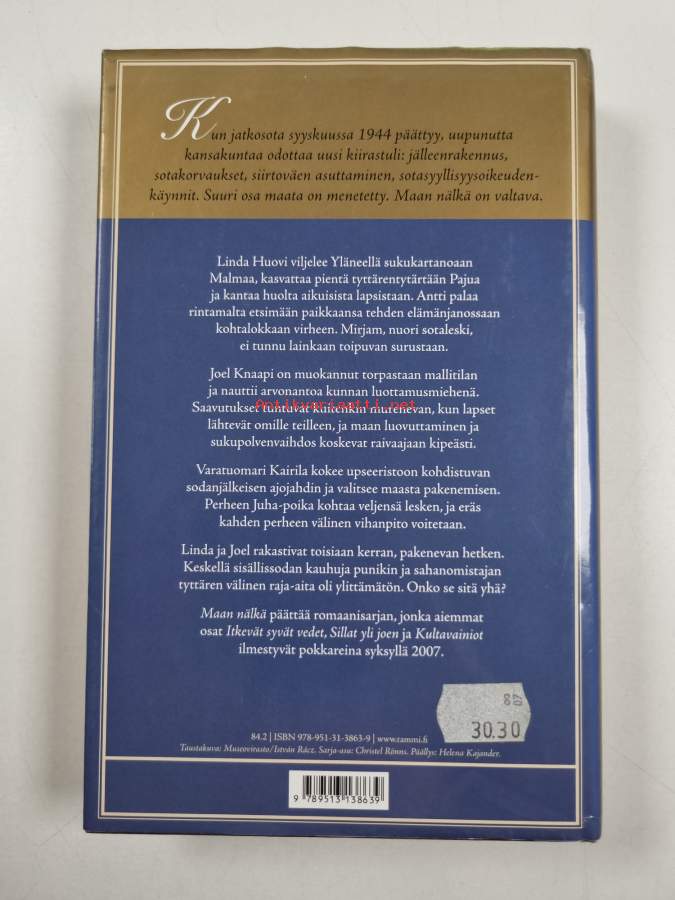 Kun jatkosota syyskuussa 1944 päättyy, uupunutta
kansakuntaa odottaa uusi kiirastuli: jälleenrakennus,
sotakorvaukset, siirtoväen asuttaminen, sotasyyllisyysoikeuden-
käynnit. Suuri osa maata on menetetty. Maan nälkä on valtava.
Linda Huovi viljelee Yläneellä sukukartanoaan
Malmaa, kasvattaa pientä tyttärentytärtään Pajua
ja kantaa huolta aikuisista lapsistaan. Antti palaa
rintamalta etsimään paikkaansa tehden elämänjanossaan
kohtalokkaan virheen. Mirjam, nuori sotaleski,
ei tunnu lainkaan toipuvan surustaan.
Joel Knaapi on muokannut torpastaan mallitilan
ja nauttii arvonantoa kunnan luottamusmiehenä.
Antikvariaatti.net
Saavutukset tuntuvat kuitenkin murenevan, kun lapset
lähtevät omille teilleen, ja maan luovuttaminen ja
sukupolvenvaihdos koskevat raivaajaan kipeästi.
Varatuomari Kairila kokee upseeristoon kohdistuvan
sodanjälkeisen ajojahdin ja valitsee maasta pakenemisen.
Perheen Juha-poika kohtaa veljensä lesken, ja eräs
kahden perheen välinen vihanpito voitetaan.
Linda ja Joel rakastivat toisiaan kerran, pakenevan hetken.
Keskellä sisällissodan kauhuja punikin ja sahanomistajan
tyttären välinen raja-aita oli ylittämätön. Onko se sitä yhä?
Maan nälkä päättää romaanisarjan, jonka aiemmat
osat Itkevät syvät vedet, Sillat yli joen ja Kultavainiot
ilmestyvät pokkareina syksyllä 2007.
07
30.30
84.2 | ISBN 978-951-31-3863-9 | www.tammi.fi
Taustakuva: Museovirasto/István Rácz. Sarja-asu: Christel Rönns. Päällys: Helena Kajander.
9 789513 138639